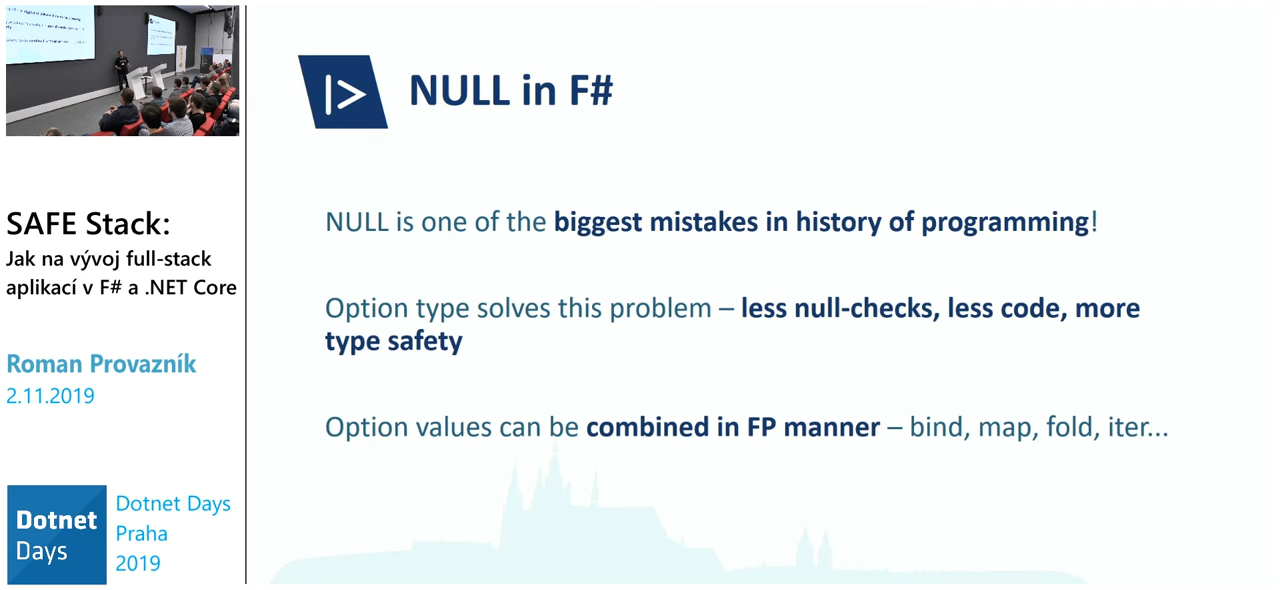 SAFE Stack:
Jak na vývoj full-stack
aplikací v F# a .NET Core
Roman Provazník
2.11.2019
Dotnet
Days
Dotnet Days
Praha
2019
|> NULL in F#
NULL is one of the biggest mistakes in history of programming!
Option type solves this problem – less null-checks, less code, more
type safety
Option values can be combined in FP manner – bind, map, fold, iter...